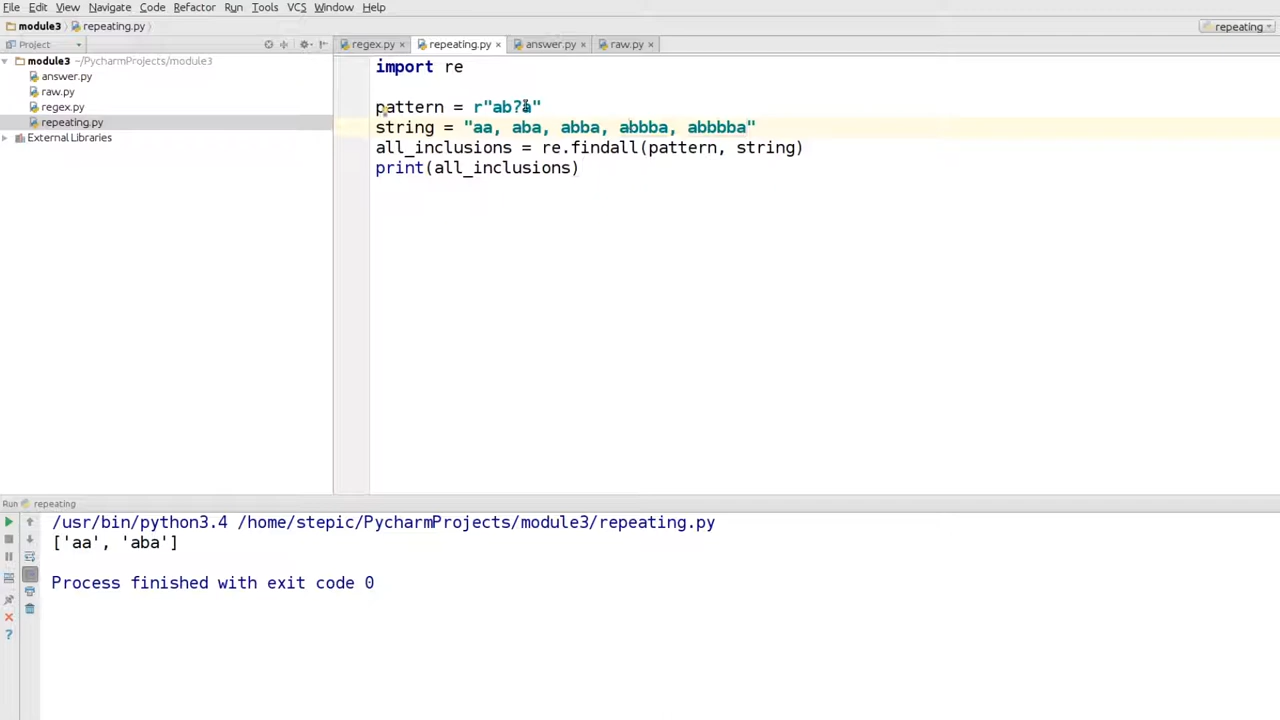 File Edit View Navigate Code Refactor Run Tools VCS Window Help
module3 repeating.py repeating
Project regex.py repeating.py answer.py raw.py
module3 ~/PycharmProjects/module3
answer.py
raw.py
regex.py
repeating.py
External Libraries
import re
pattern = r"ab?a"
string = "aa, aba, abba, abbba, abbbba"
all_inclusions = re.findall(pattern, string)
print(all_inclusions)
Run repeating
/usr/bin/python3.4 /home/stepic/PycharmProjects/module3/repeating.py
['aa', 'aba']
Process finished with exit code 0